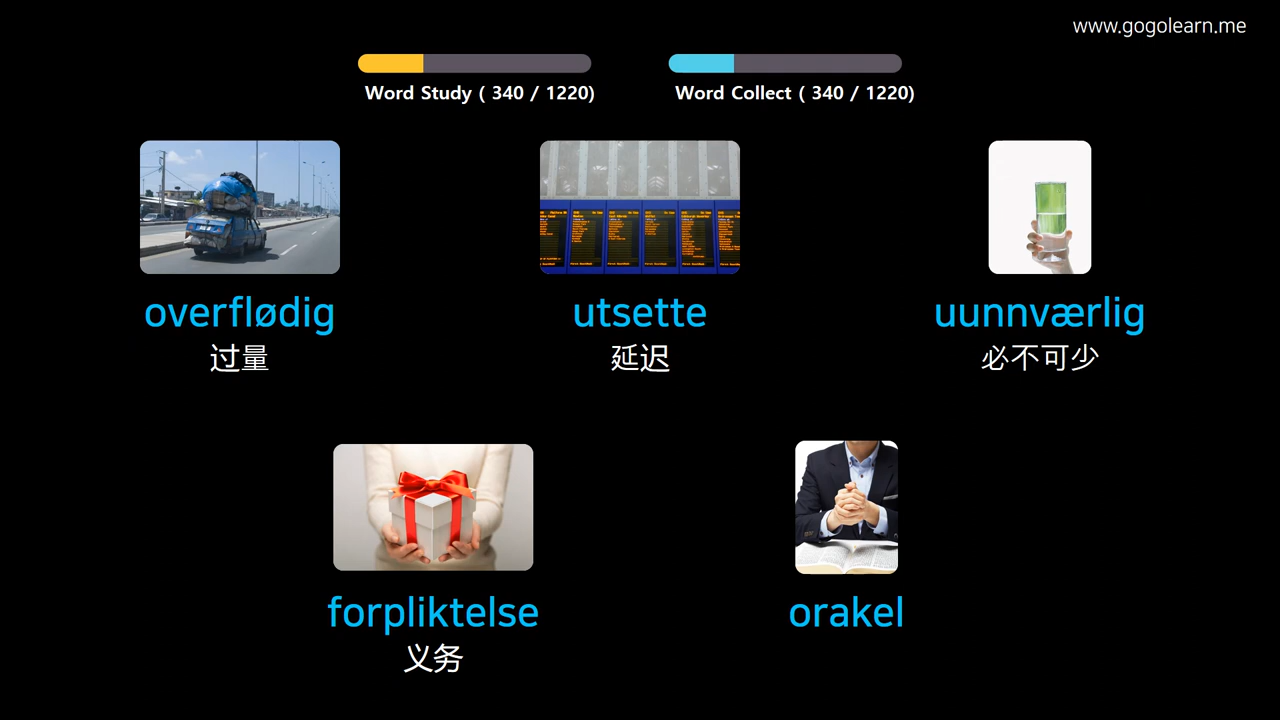 www.gogolearn.me
Word Study ( 340 / 1220)
Word Collect ( 340 / 1220)
overflødig
过量
utsette
延迟
uunnværlig
必不可少
forpliktelse
义务
orakel